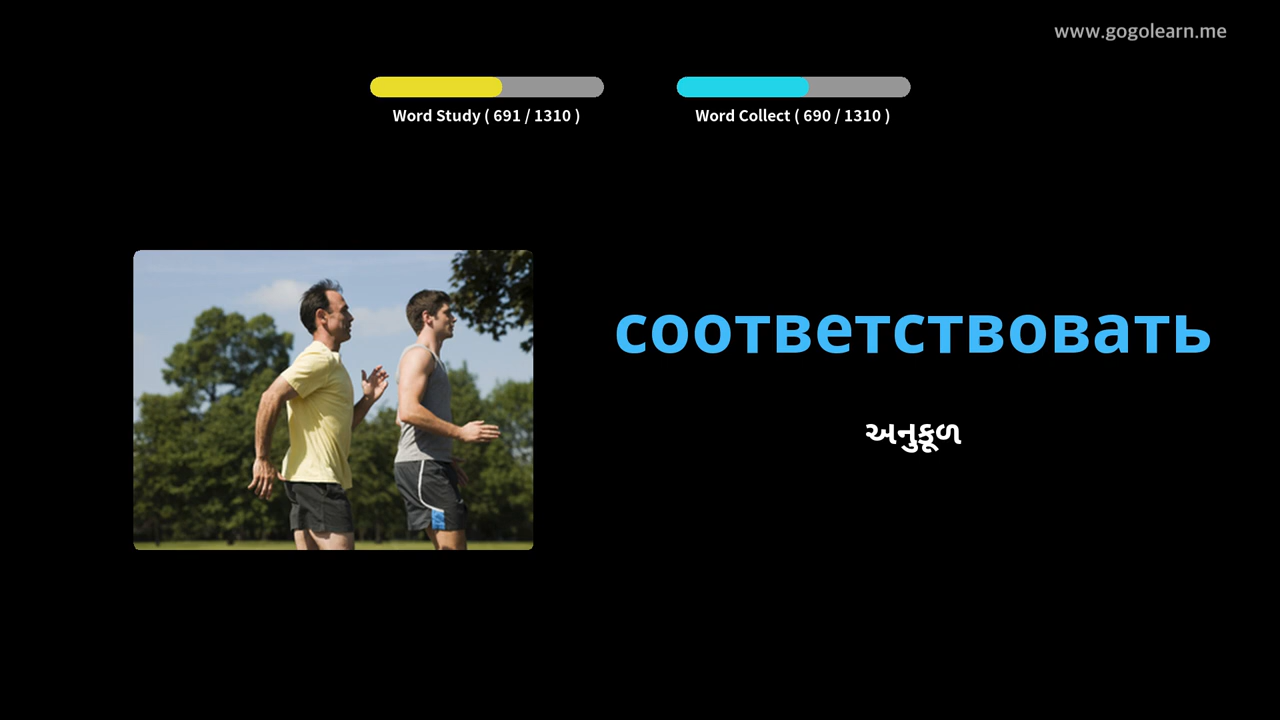 www.gogolearn.me
Word Study ( 691 / 1310 )
Word Collect ( 690 / 1310 )
соответствовать
અનુકૂળ